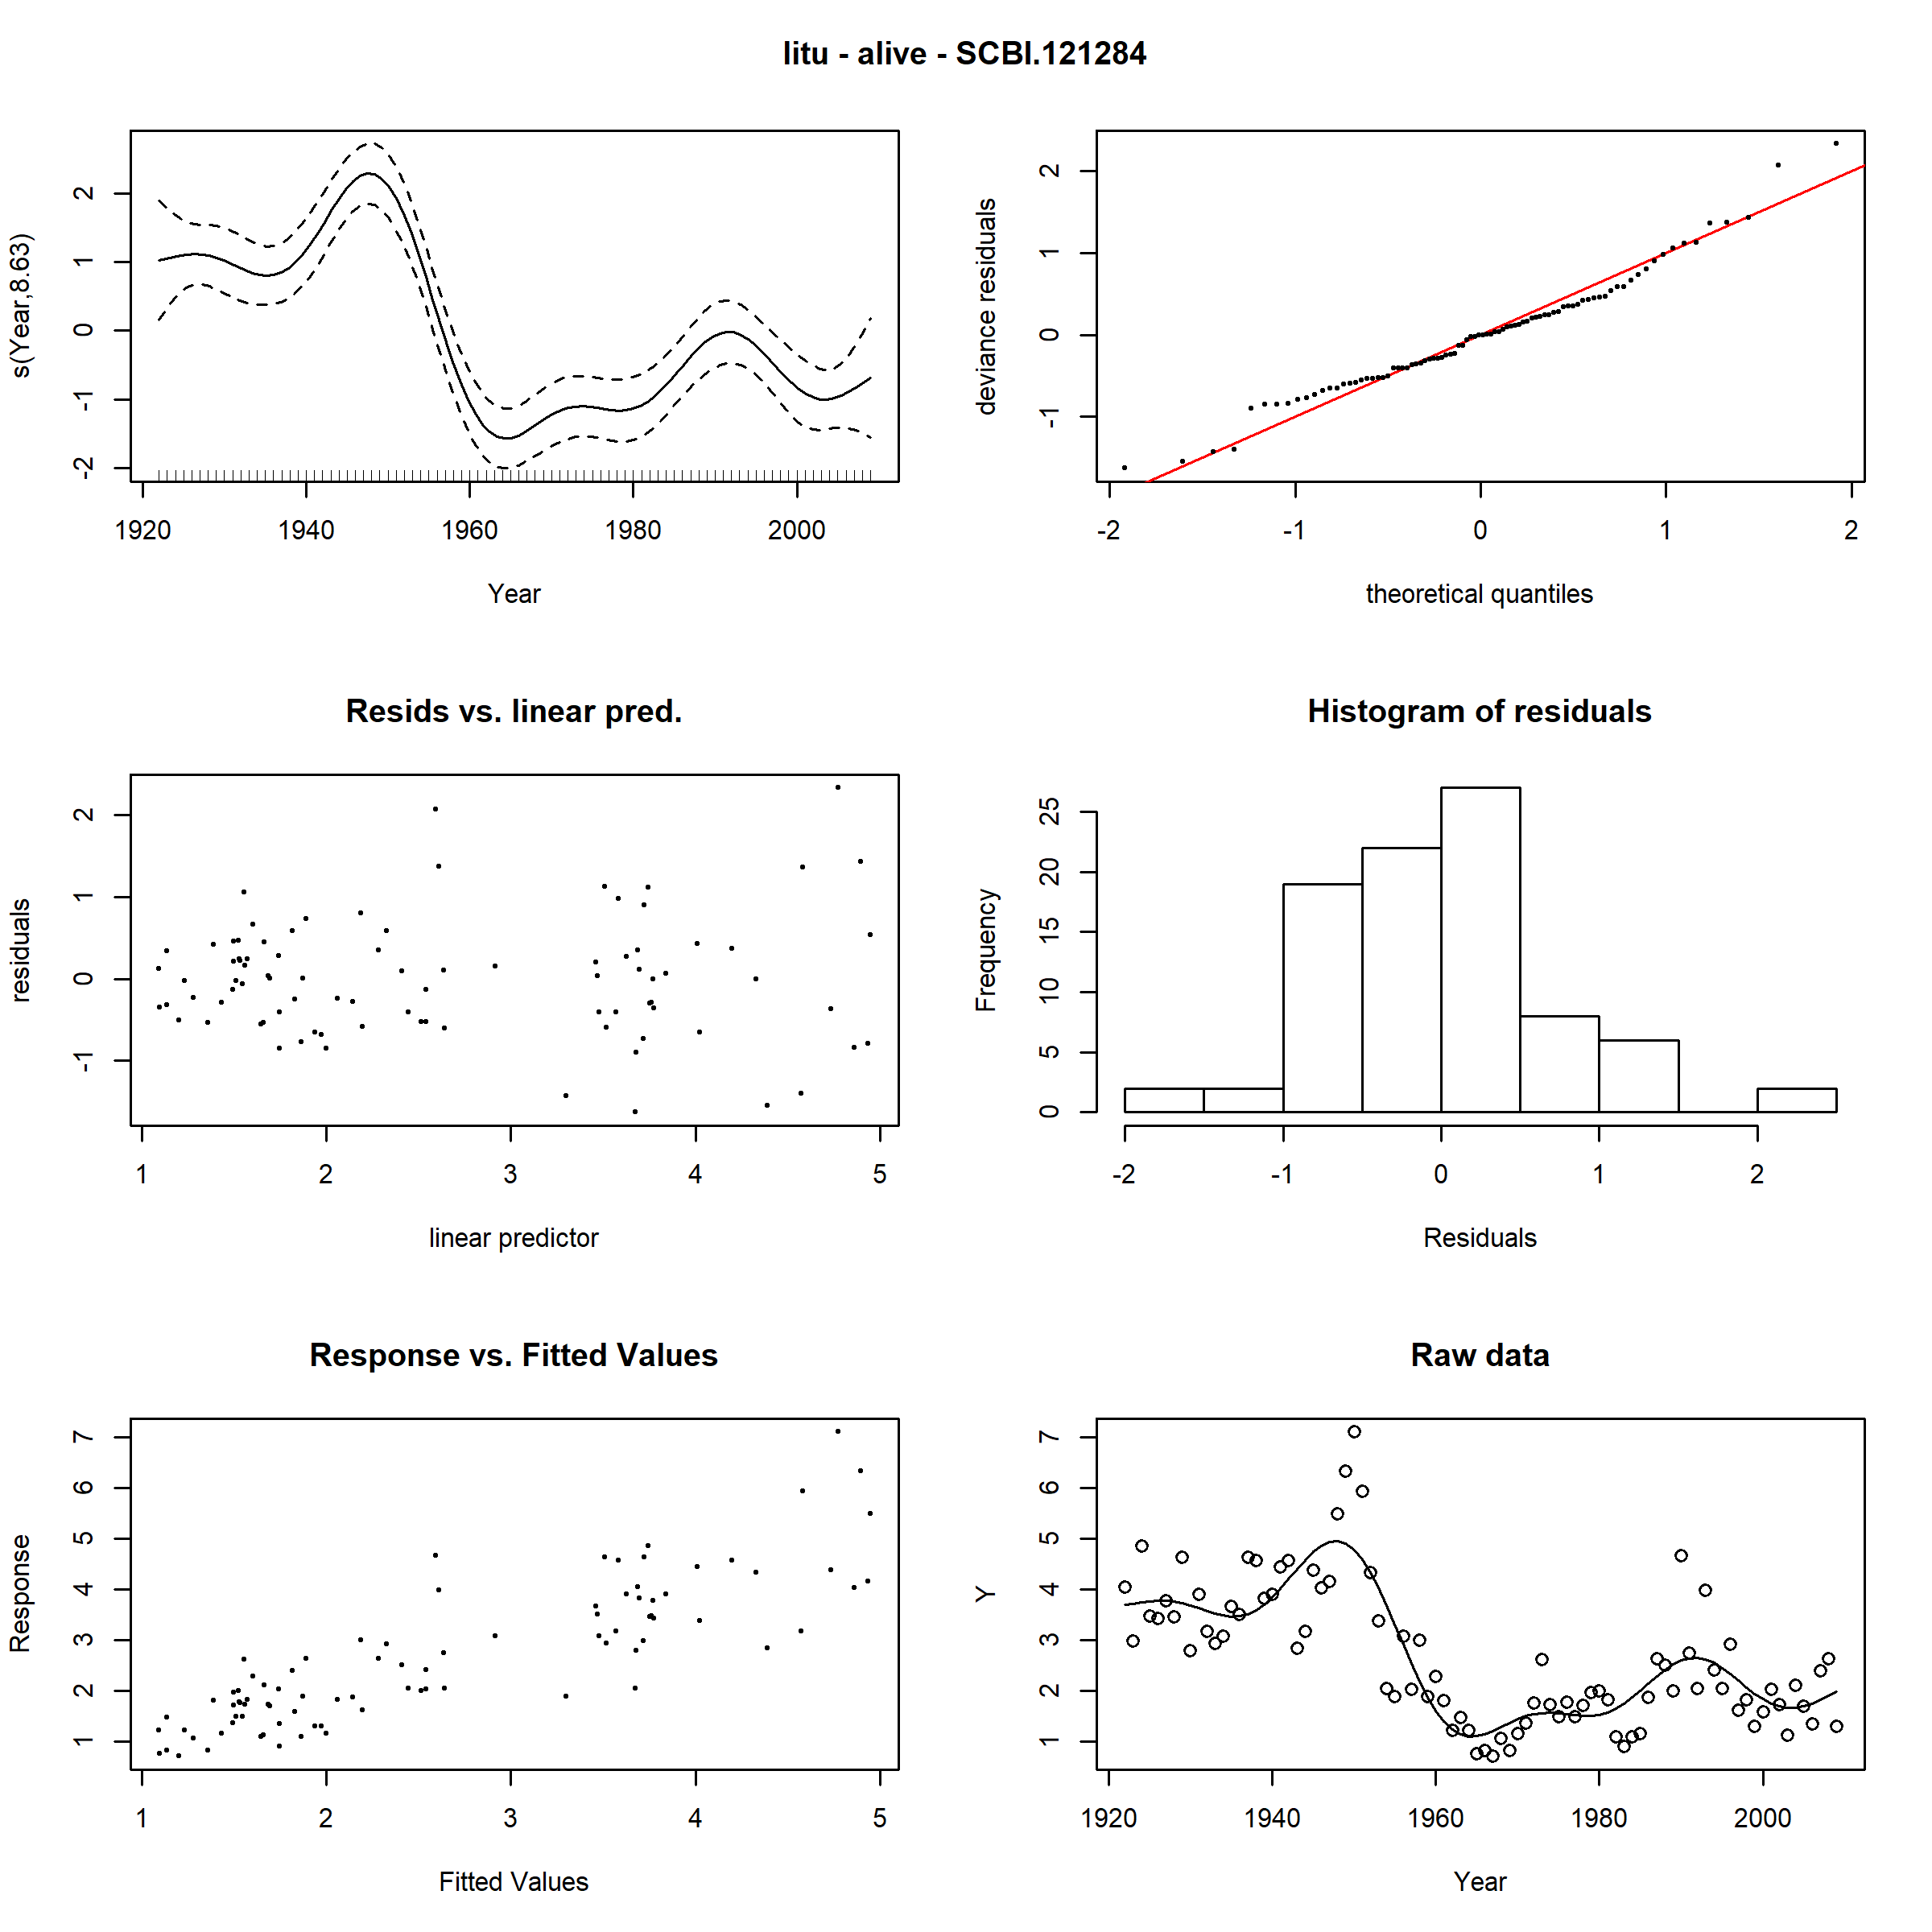 litu - alive - SCBI.121284
s(Year,8.63)
2
1
0
-1
-2
1920 1940 1960 1980 2000
Year
deviance residuals
2
1
0
-1
-2 -1 0 1 2
theoretical quantiles
Resids vs. linear pred.
residuals
2
1
0
-1
1 2 3 4 5
linear predictor
Histogram of residuals
Frequency
25
20
15
10
5
0
-2 -1 0 1 2
Residuals
Response vs. Fitted Values
Response
7
6
5
4
3
2
1
1 2 3 4 5
Fitted Values
Raw data
Y
7
6
5
4
3
2
1
1920 1940 1960 1980 2000
Year